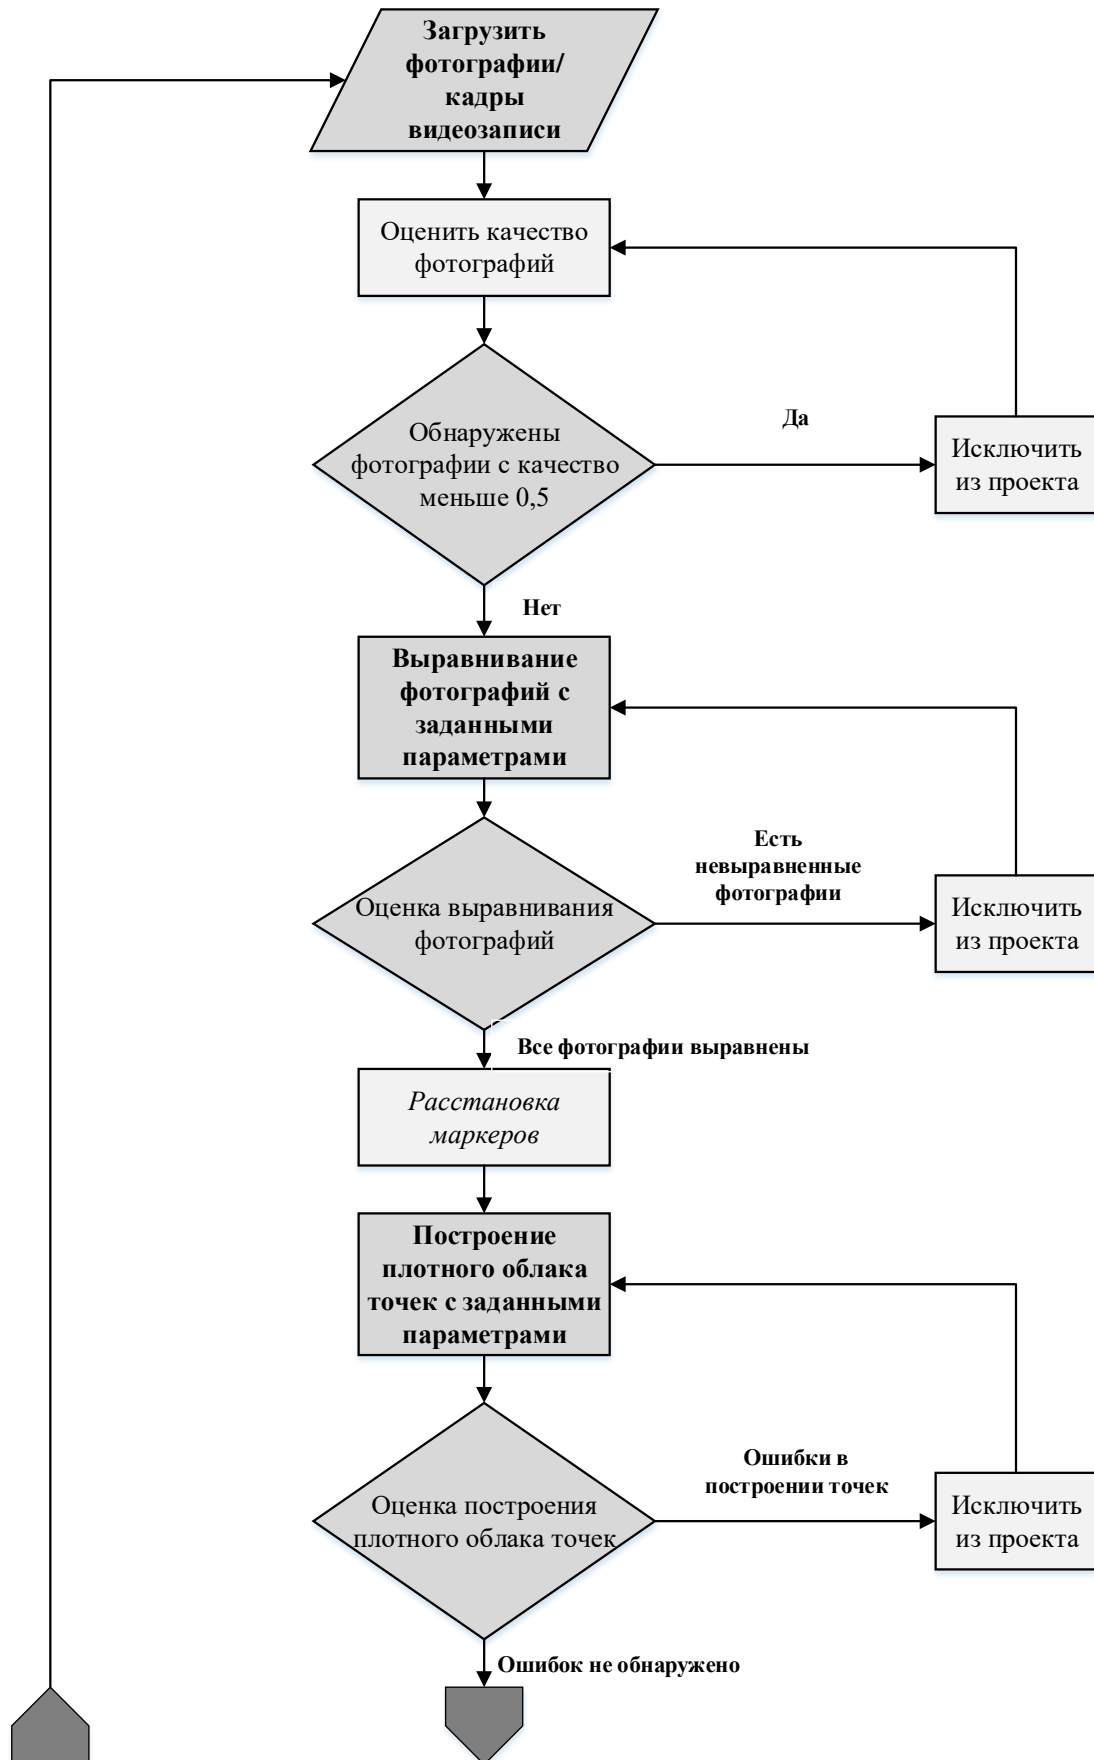 Загрузить
фотографии/
кадры
видеозаписи
Оценить качество
фотографий
Обнаружены
фотографии с качество
меньше 0,5
Да
Исключить
из проекта
Нет
Выравнивание
фотографий с
заданными
параметрами
Оценка выравнивания
фотографий
Есть
невыравненные
фотографии
Исключить
из проекта
Все фотографии выравнены
Расстановка
маркеров
Построение
плотного облака
точек с заданными
параметрами
Оценка построения
плотного облака точек
Ошибки в
построении точек
Исключить
из проекта
Ошибок не обнаружено